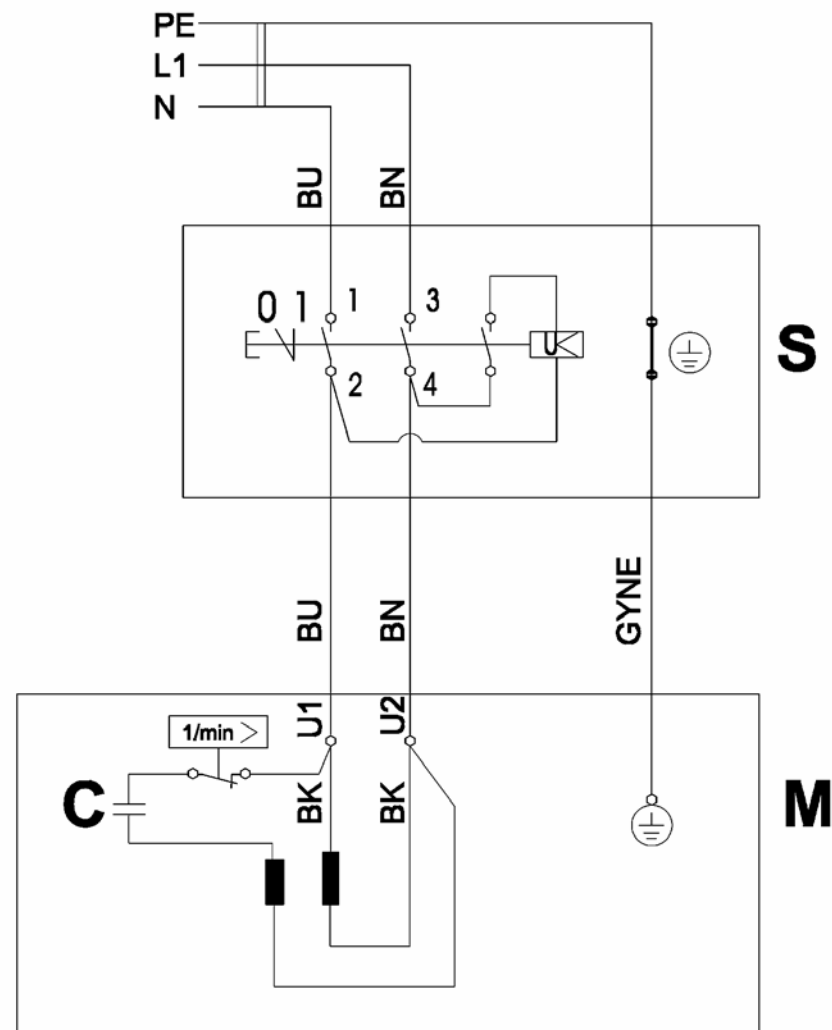 PE
L1
N
BU BN
0 1 1 3
U<
2 4
S
BU BN GYNE
U1 U2
1/min >
C BK BK M